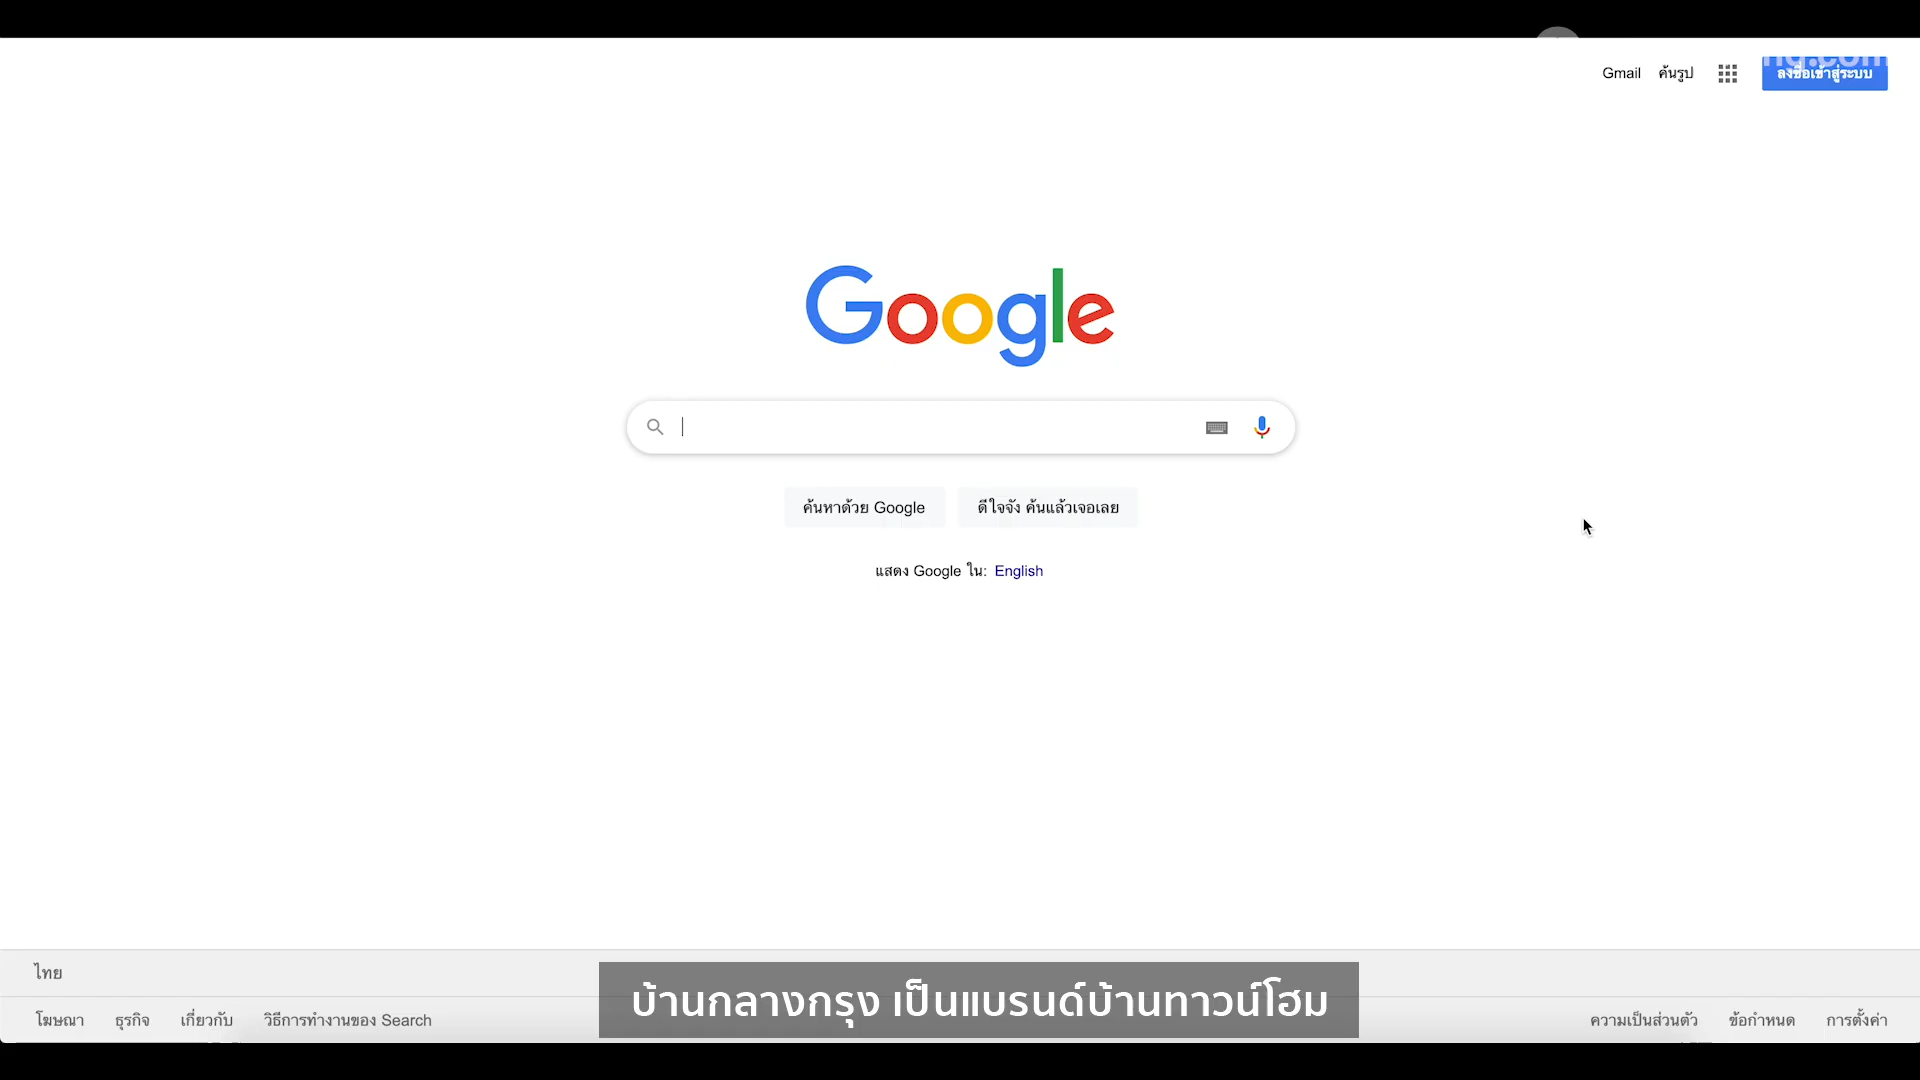 Gmail ค้นรูป
ลงชื่อเข้าสู่ระบบ
Google
ค้นหาด้วย Google ดีใจจัง ค้นแล้วเจอเลย
แสดง Google ใน: English
ไทย
บ้านกลางกรุง เป็นแบรนด์บ้านทาวน์โฮม
โฆษณา ธุรกิจ เกี่ยวกับ วิธีการทำงานของ Search ความเป็นส่วนตัว ข้อกำหนด การตั้งค่า